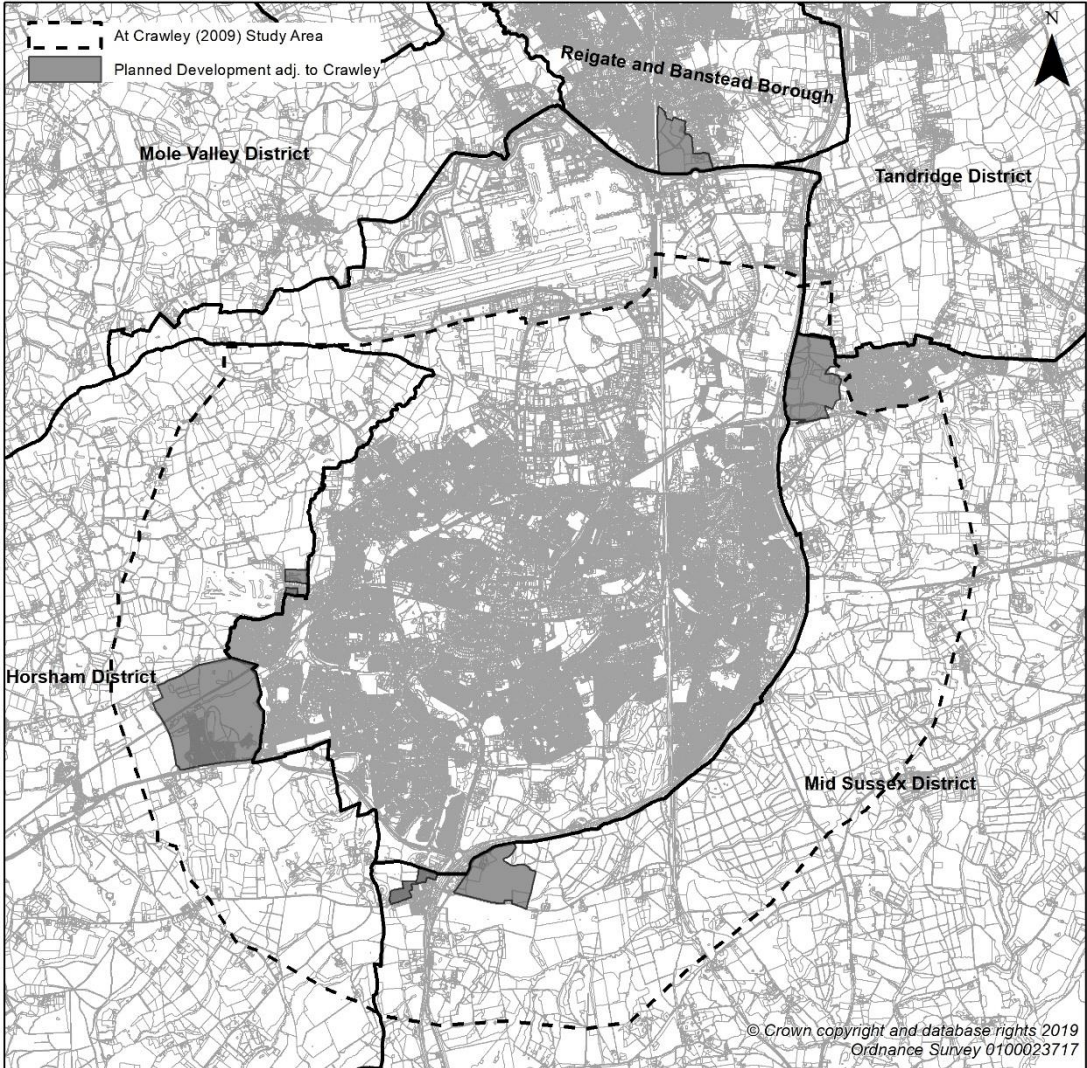 At Crawley (2009) Study Area
Planned Development adj. to Crawley
N
Reigate and Banstead Borough
Mole Valley District
Tandridge District
Horsham District
Mid Sussex District
© Crown copyright and database rights 2019
Ordnance Survey 0100023717